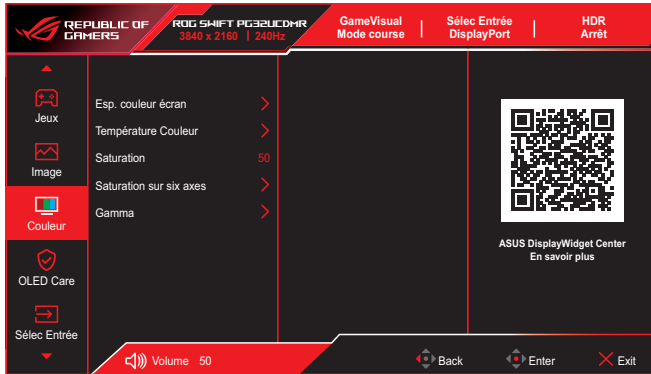 REPUBLIC OF
GAMERS
ROG SWIFT PG32UCDMR
3840 x 2160 | 240Hz
GameVisual
Mode course
Sélec Entrée
DisplayPort
HDR
Arrêt
Jeux
Image
Couleur
OLED Care
Sélec Entrée
Esp. couleur écran
Température Couleur
Saturation 50
Saturation sur six axes
Gamma
ASUS DisplayWidget Center
En savoir plus
Volume 50
Back
Enter
Exit